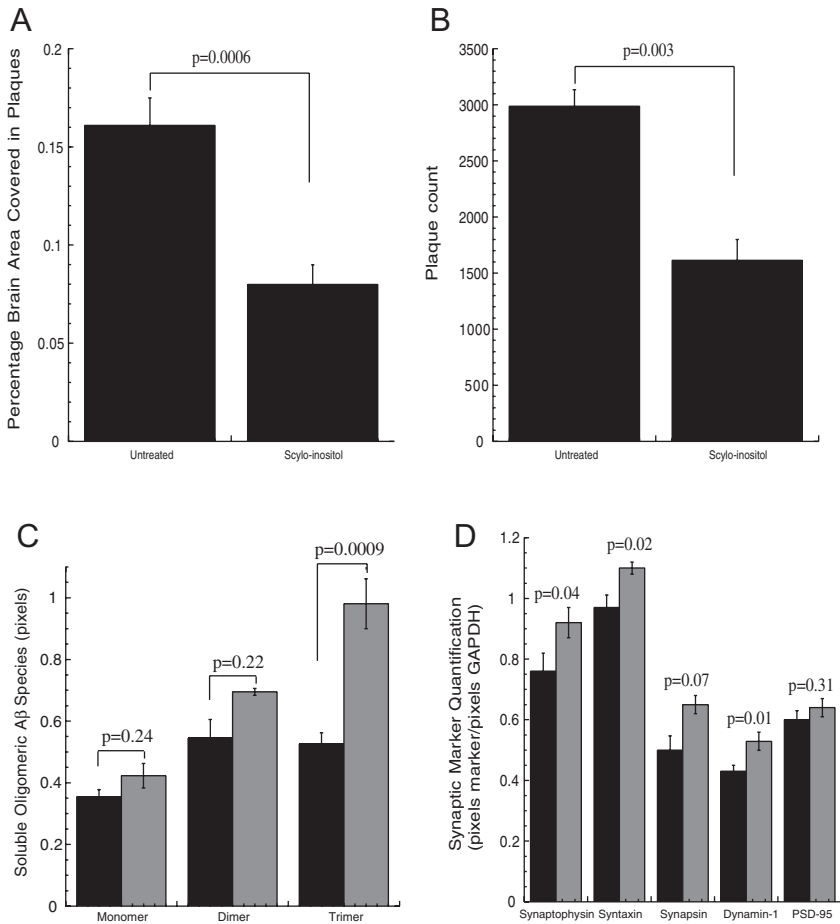 A
Percentage Brain Area Covered in Plaques
0.2
0.15
0.1
0.05
0
p=0.0006
Untreated
Scylo-inositol
B
Plaque count
3500
3000
2500
2000
1500
1000
500
0
p=0.003
Untreated
Scylo-inositol
C
Soluble Oligomeric Aβ Species (pixels)
1
0.8
0.6
0.4
0.2
0
p=0.24
p=0.22
p=0.0009
Monomer
Dimer
Trimer
D
Synaptic Marker Quantification
(pixels marker/pixels GAPDH)
1.2
1
0.8
0.6
0.4
0.2
0
p=0.04
p=0.02
p=0.07
p=0.01
p=0.31
Synaptophysin
Syntaxin
Synapsin
Dynamin-1
PSD-95